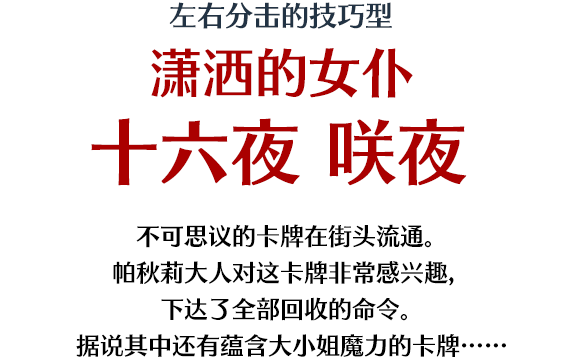 左右分击的技巧型
潇洒的女仆
十六夜 咲夜
不可思议的卡牌在街头流通。
帕秋莉大人对这卡牌非常感兴趣，
下达了全部回收的命令。
据说其中还有蕴含大小姐魔力的卡牌……